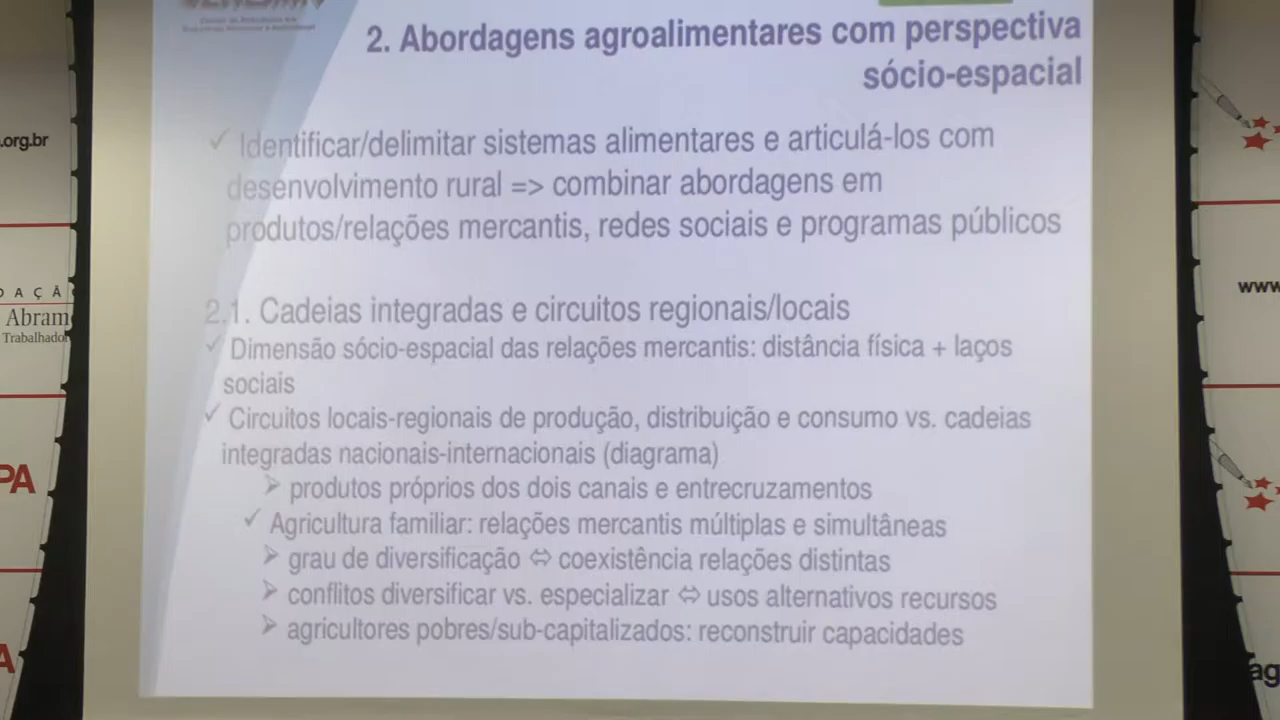 2. Abordagens agroalimentares com perspectiva
sócio-espacial
✓ Identificar/delimitar sistemas alimentares e articulá-los com
desenvolvimento rural => combinar abordagens em
produtos/relações mercantis, redes sociais e programas públicos
2.1. Cadeias integradas e circuitos regionais/locais
✓ Dimensão sócio-espacial das relações mercantis: distância física + laços
sociais
✓ Circuitos locais-regionais de produção, distribuição e consumo vs. cadeias
integradas nacionais-internacionais (diagrama)
➢ produtos próprios dos dois canais e entrecruzamentos
✓ Agricultura familiar: relações mercantis múltiplas e simultâneas
➢ grau de diversificação ⇔ coexistência relações distintas
➢ conflitos diversificar vs. especializar ⇔ usos alternativos recursos
➢ agricultores pobres/sub-capitalizados: reconstruir capacidades
.org.br
DAÇÃ
Abram
Trabalhador
PA
A
www
ag